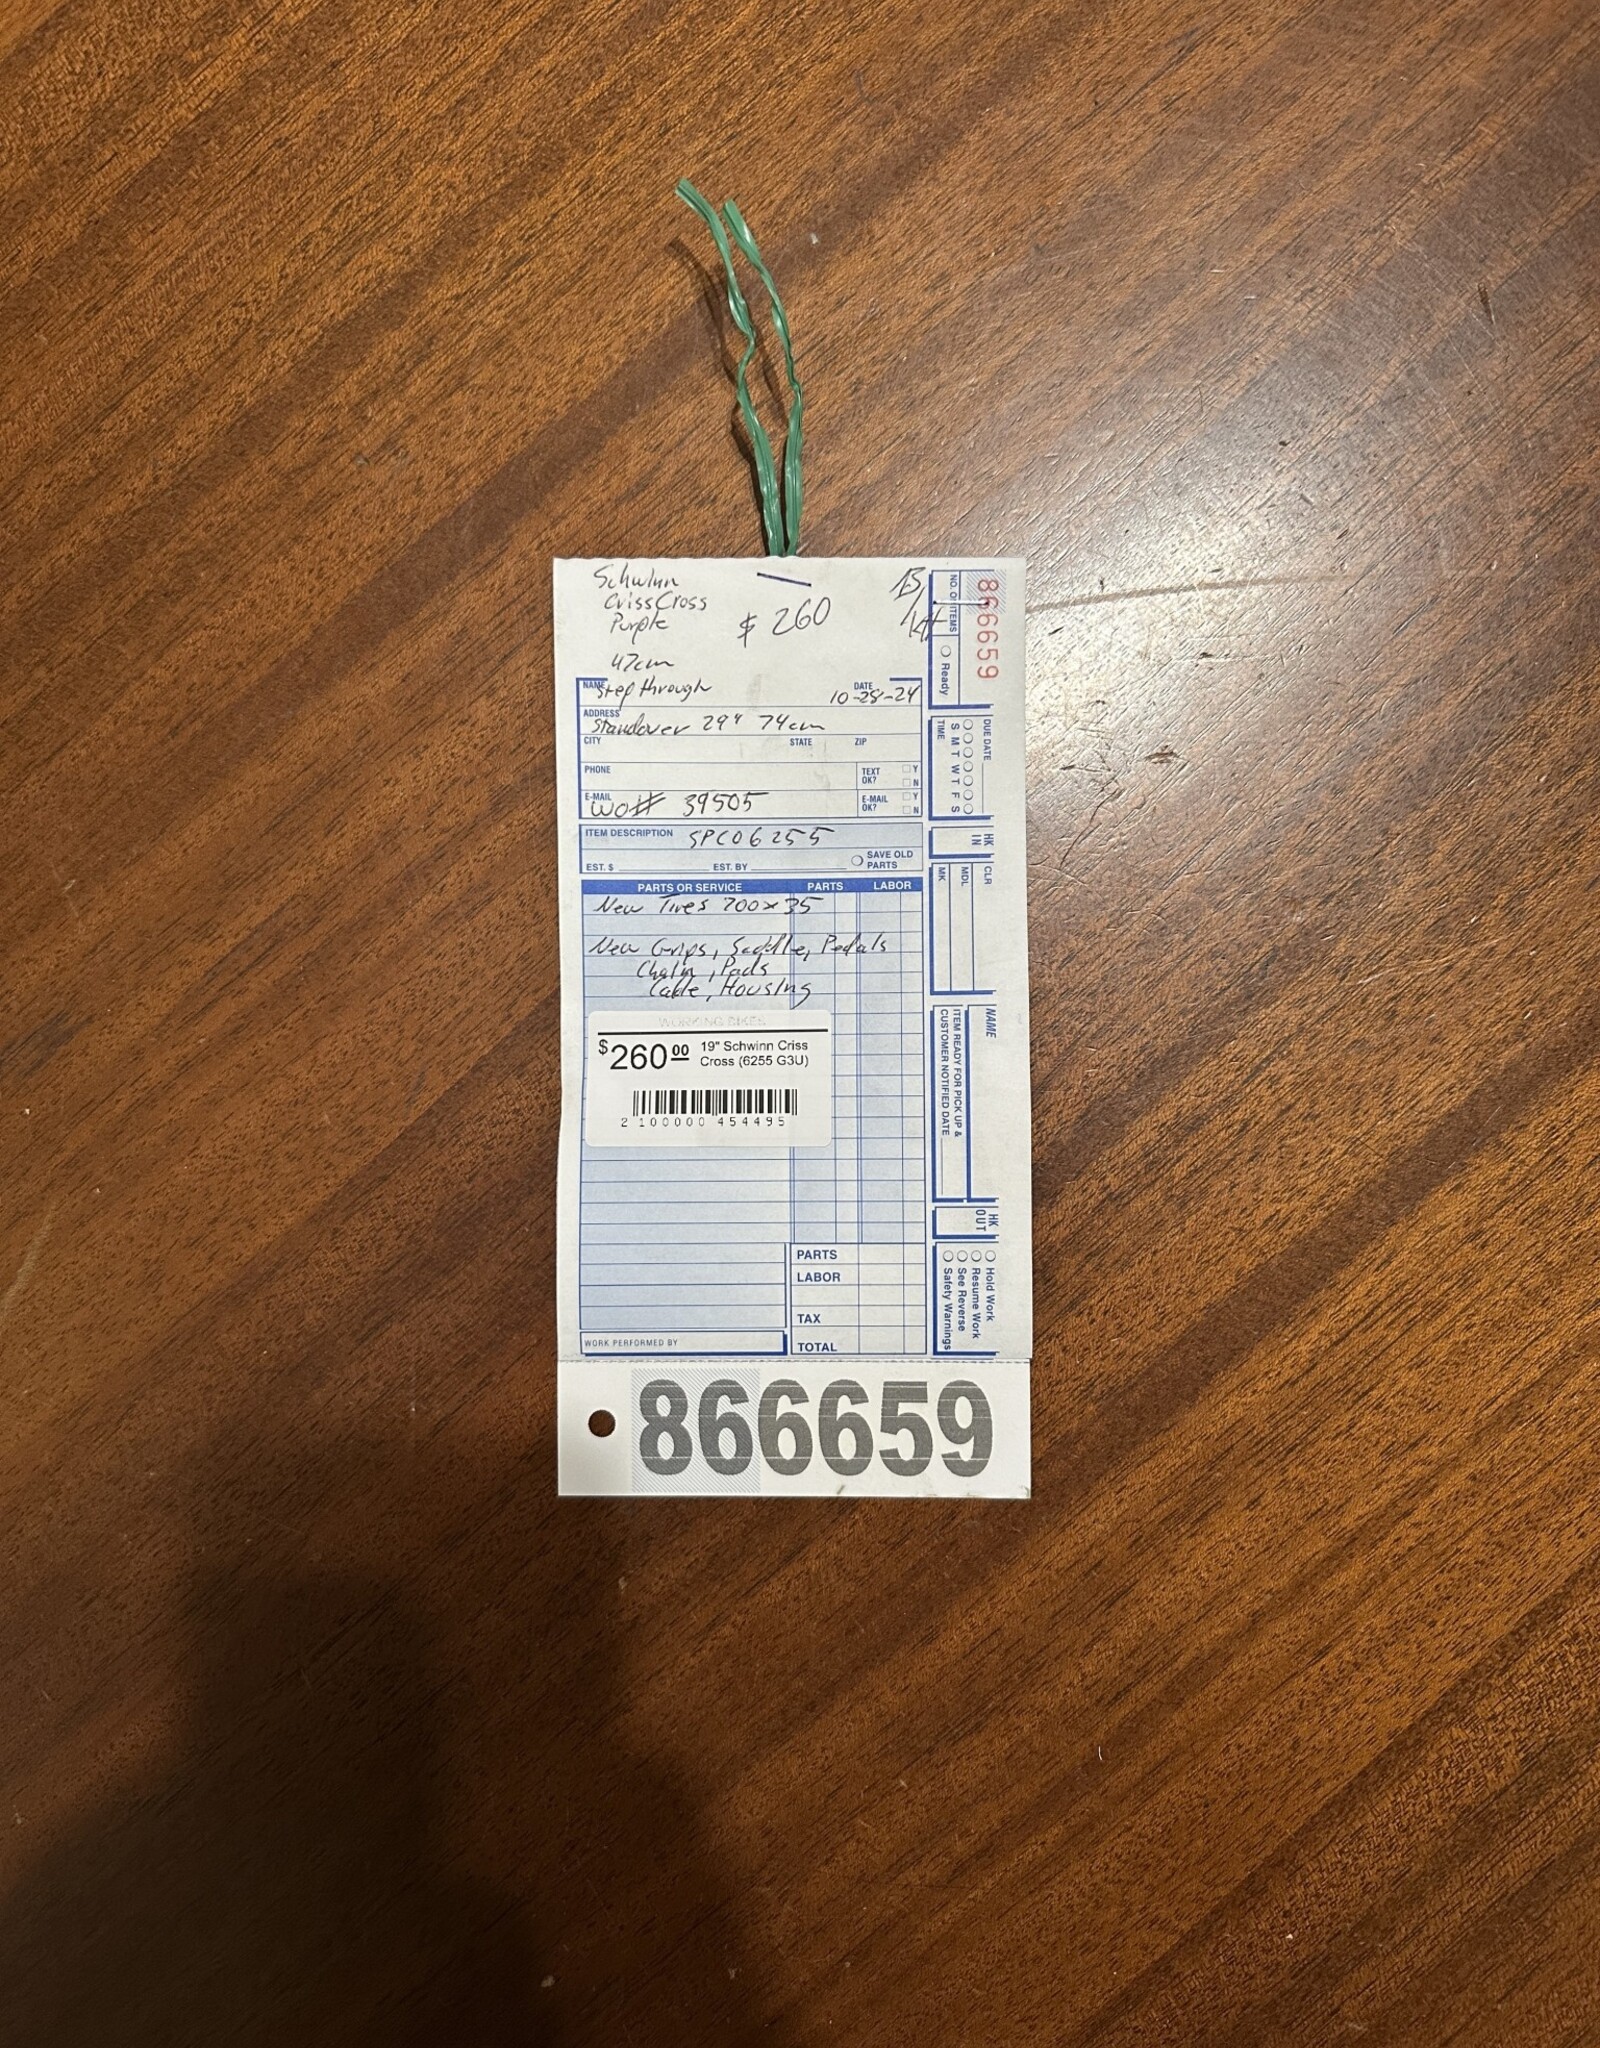 Schwinn
CrissCross
Purple
$ 260
47cm
866659
NO. OF ITEMS
Ready
NAME
Step through
DATE
10-28-24
ADDRESS
Standover 29" 74cm
CITY STATE ZIP
PHONE
TEXT OK? Y N
E-MAIL
WO# 39505
E-MAIL OK? Y N
DUE DATE
S M T W T F S
TIME
ITEM DESCRIPTION SPC06255
EST. $ EST. BY
SAVE OLD PARTS
HK IN
CLR
MDL
MK
PARTS OR SERVICE PARTS LABOR
New Tires 700x35
New Grips, Saddle, Pedals
Chain, Pads
Cable, Housing
WORKING BIKES
$260.00 19" Schwinn Criss
Cross (6255 G3U)
2 100000 454495
NAME
ITEM READY FOR PICK UP &
CUSTOMER NOTIFIED DATE
HK OUT
Hold Work
Resume Work
See Reverse
Safety Warnings
PARTS
LABOR
TAX
TOTAL
WORK PERFORMED BY
866659